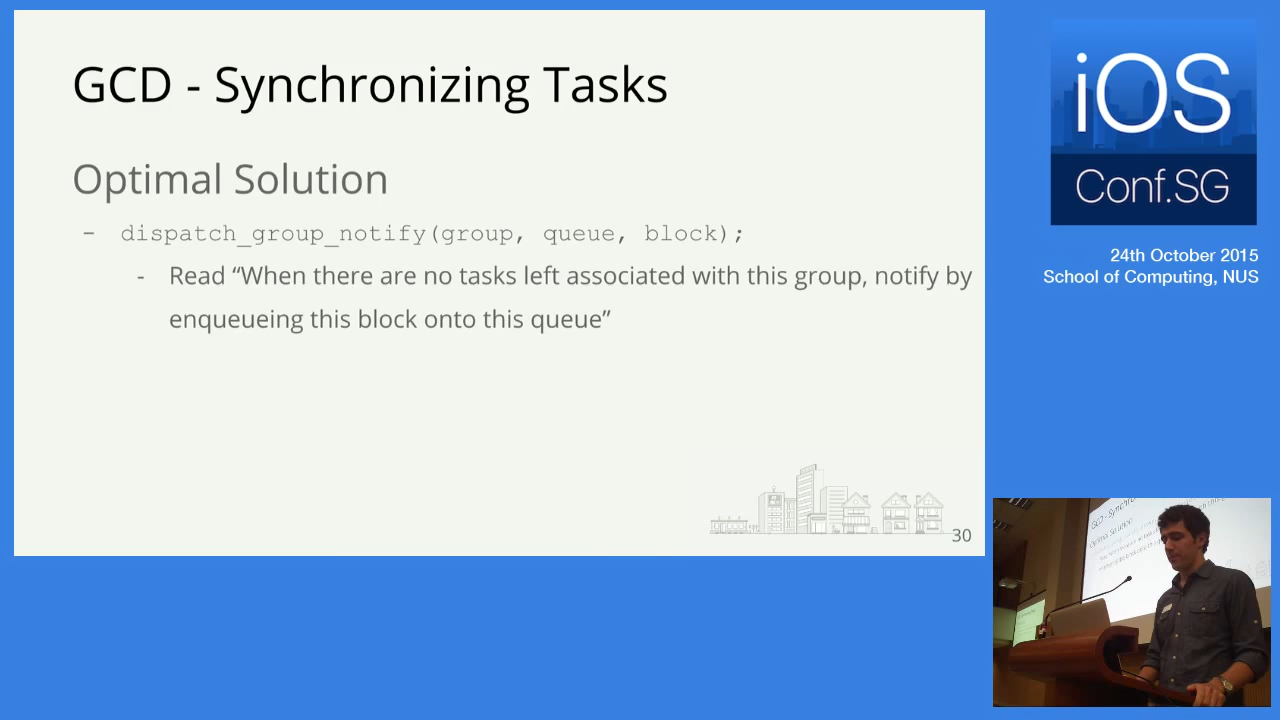 GCD - Synchronizing Tasks
Optimal Solution
- dispatch_group_notify(group, queue, block);
- Read “When there are no tasks left associated with this group, notify by
enqueueing this block onto this queue”
30
iOS
Conf.SG
24th October 2015
School of Computing, NUS